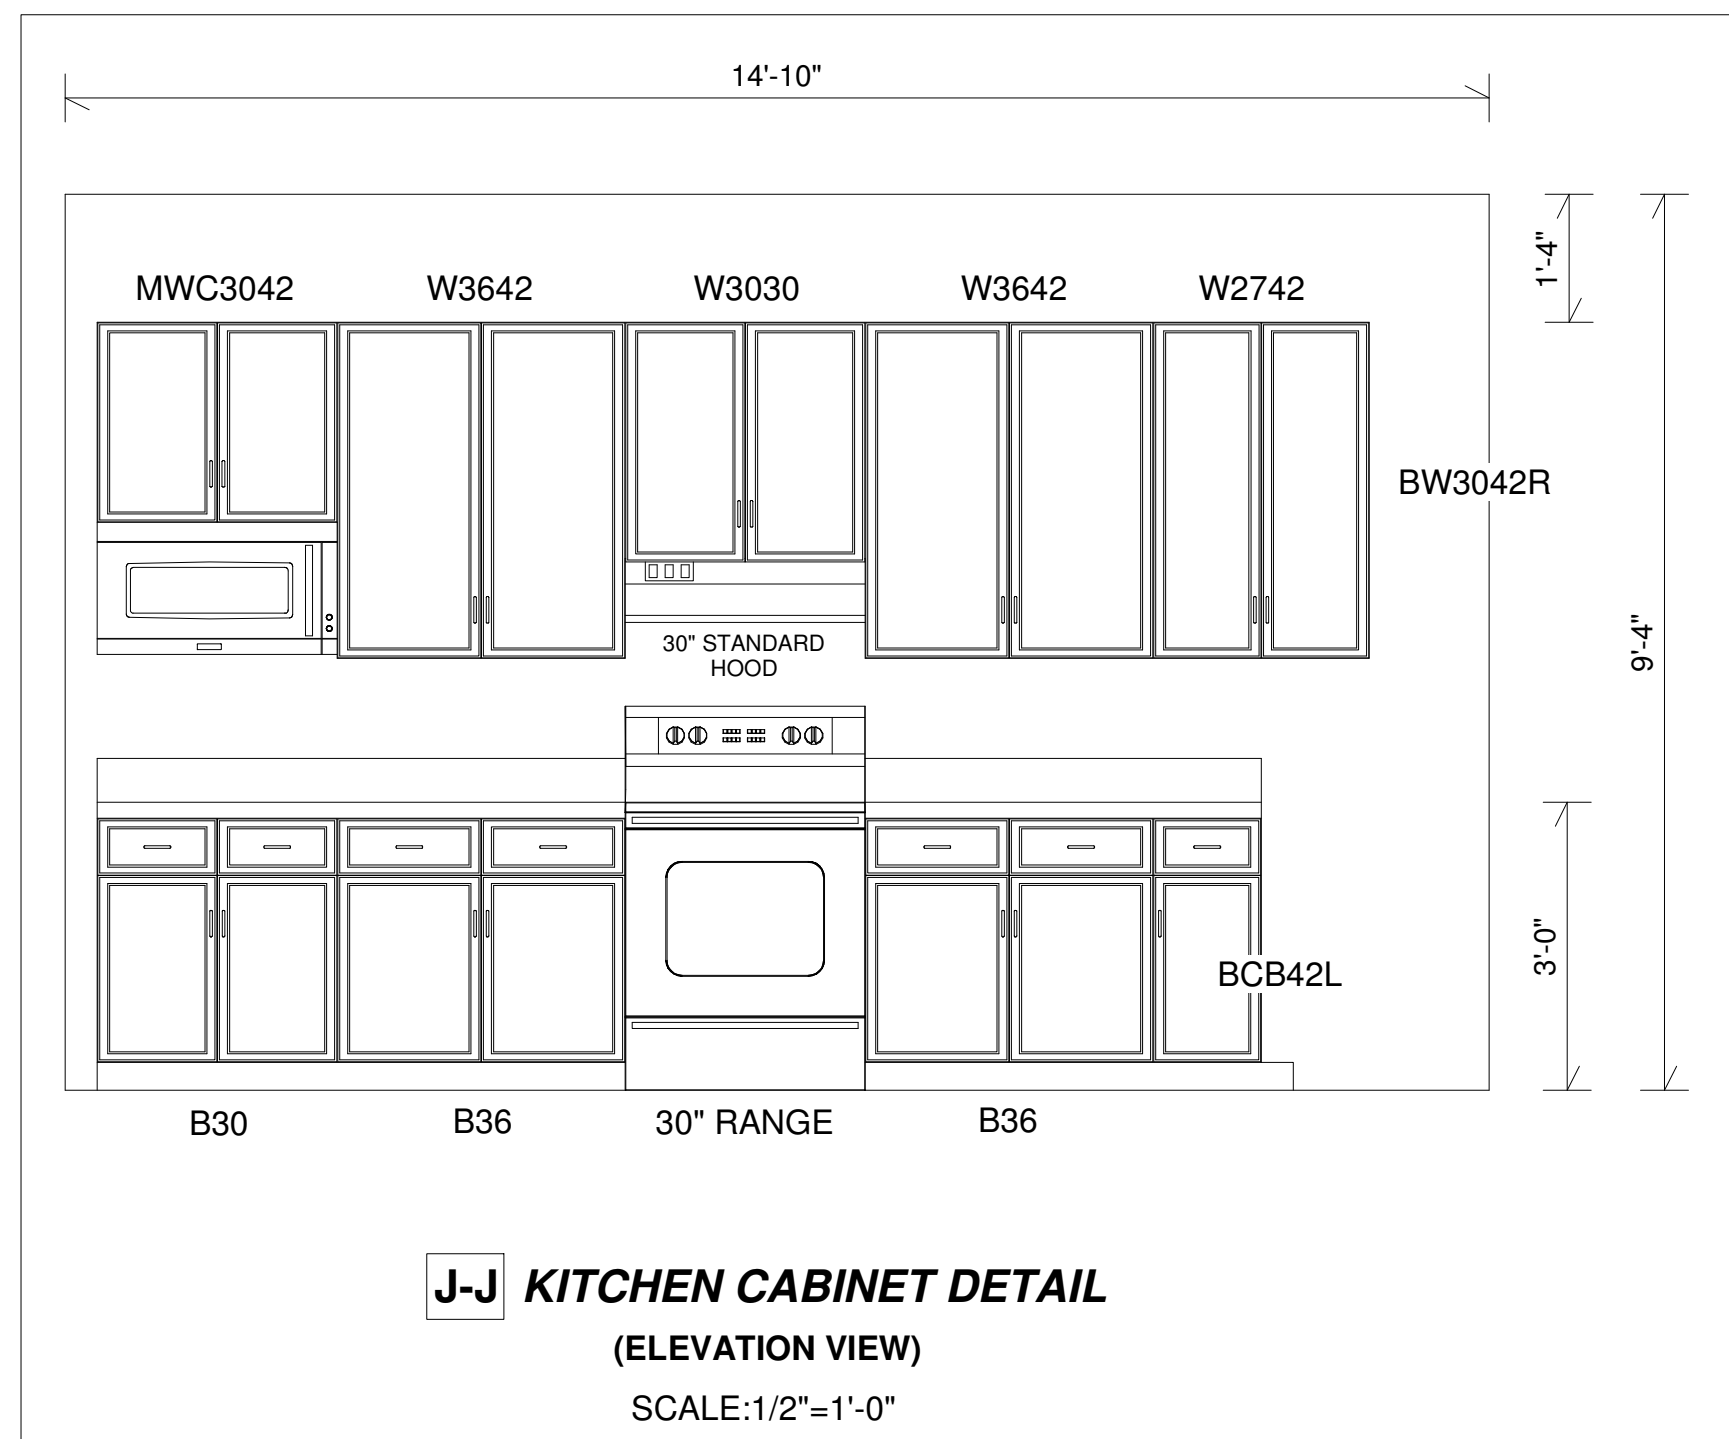 14'-10"
1'-4"
MWC3042
W3642
W3030
W3642
W2742
BW3042R
9'-4"
30" STANDARD
HOOD
3'-0"
BCB42L
B30
B36
30" RANGE
B36
J-J KITCHEN CABINET DETAIL
(ELEVATION VIEW)
SCALE:1/2"=1'-0"